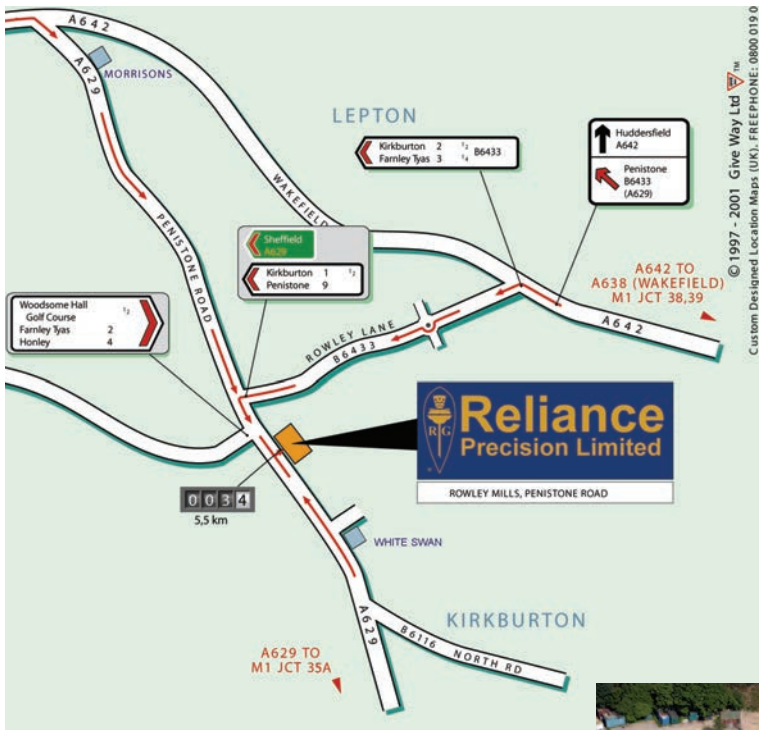 A642
A629
MORRISONS
LEPTON
Kirkburton 2 1/2
Farnley Tyas 3 1/4
B6433
Huddersfield
A642
Penistone
B6433
(A629)
WAKEFIELD
PENISTONE ROAD
Sheffield
A629
Kirkburton 1 1/2
Penistone 9
A642 TO
A638 (WAKEFIELD)
M1 JCT 38,39
Woodsome Hall
Golf Course 1/2
Farnley Tyas 2
Honley 4
ROWLEY LANE
B6433
A642
RG
Reliance
Precision Limited
ROWLEY MILLS, PENISTONE ROAD
0034
5,5 km
WHITE SWAN
KIRKBURTON
A629
B6116 NORTH RD
A629 TO
M1 JCT 35A
© 1997 - 2001 Give Way Ltd TM
Custom Designed Location Maps (UK). FREEPHONE: 0800 019 0